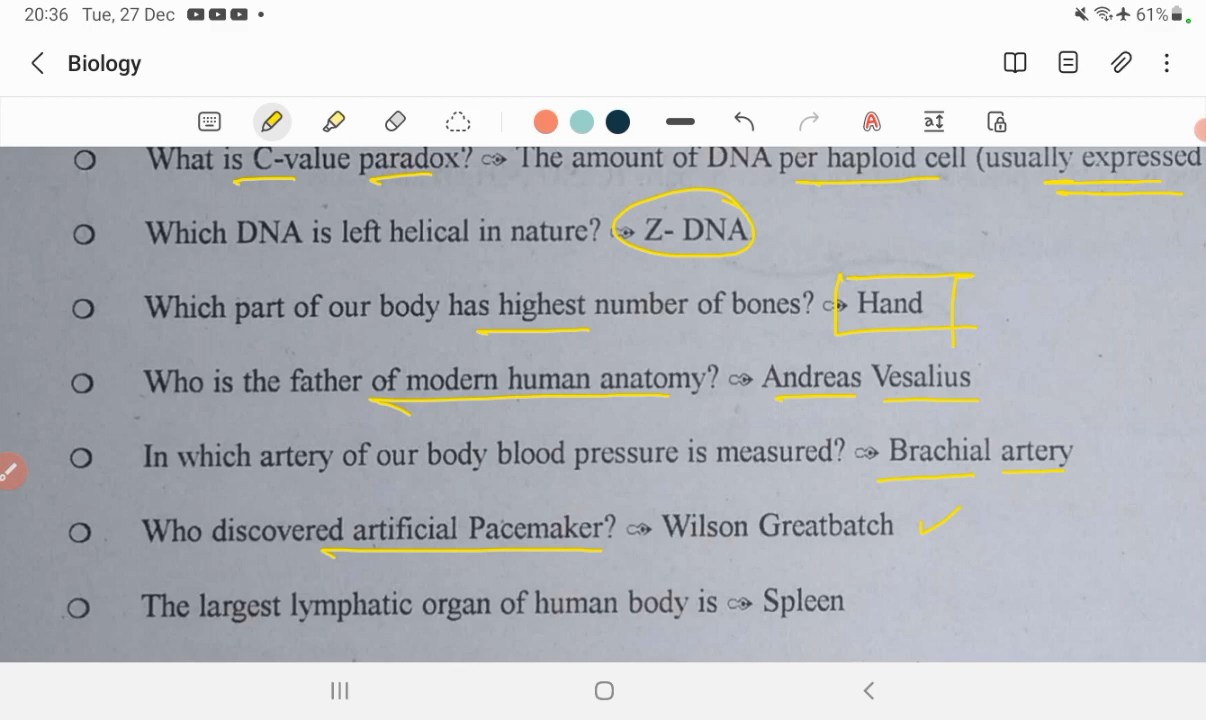 20:36 Tue, 27 Dec 61%
Biology
What is C-value paradox? The amount of DNA per haploid cell (usually expressed
Which DNA is left helical in nature? Z- DNA
Which part of our body has highest number of bones? Hand
Who is the father of modern human anatomy? Andreas Vesalius
In which artery of our body blood pressure is measured? Brachial artery
Who discovered artificial Pacemaker? Wilson Greatbatch
The largest lymphatic organ of human body is Spleen